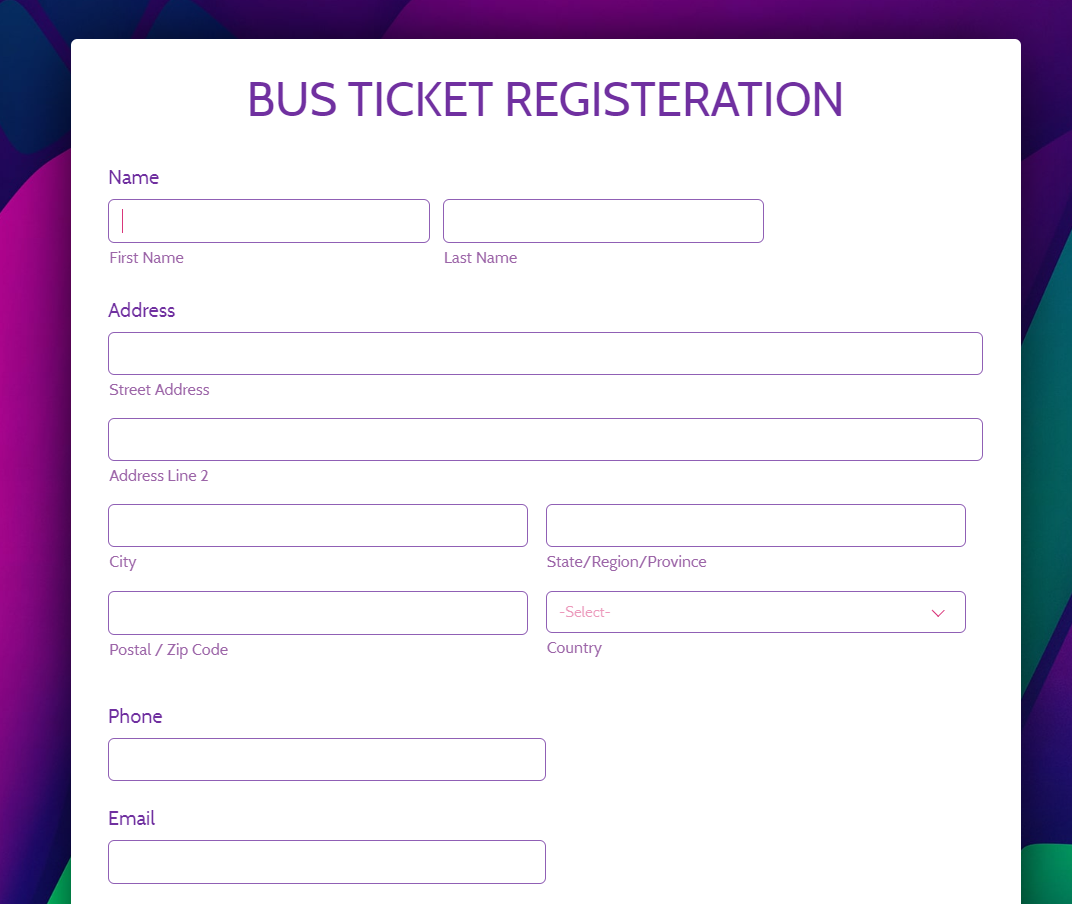 BUS TICKET REGISTERATION
Name
First Name Last Name
Address
Street Address
Address Line 2
City State/Region/Province
-Select-
Postal / Zip Code Country
Phone
Email